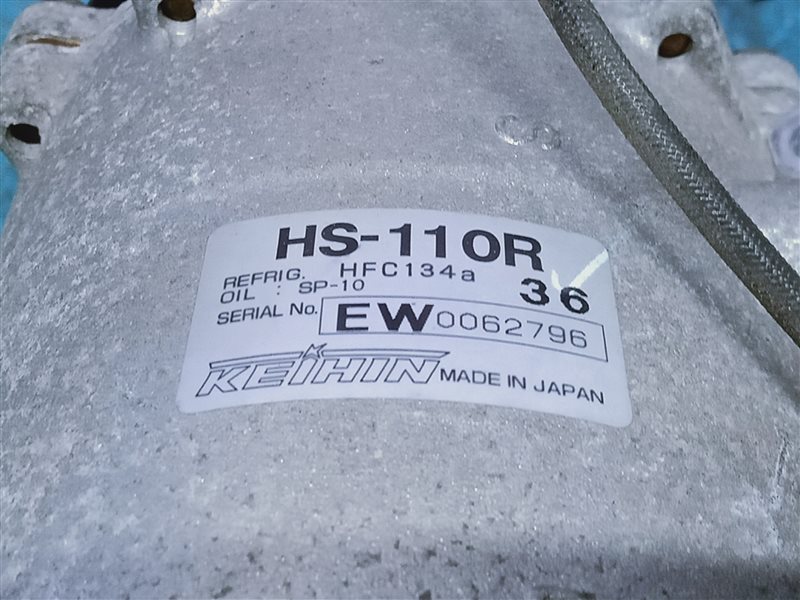 HS-110R
REFRIG. HFC134a
OIL : SP-10 36
SERIAL No. EW0062796
KEIHIN MADE IN JAPAN